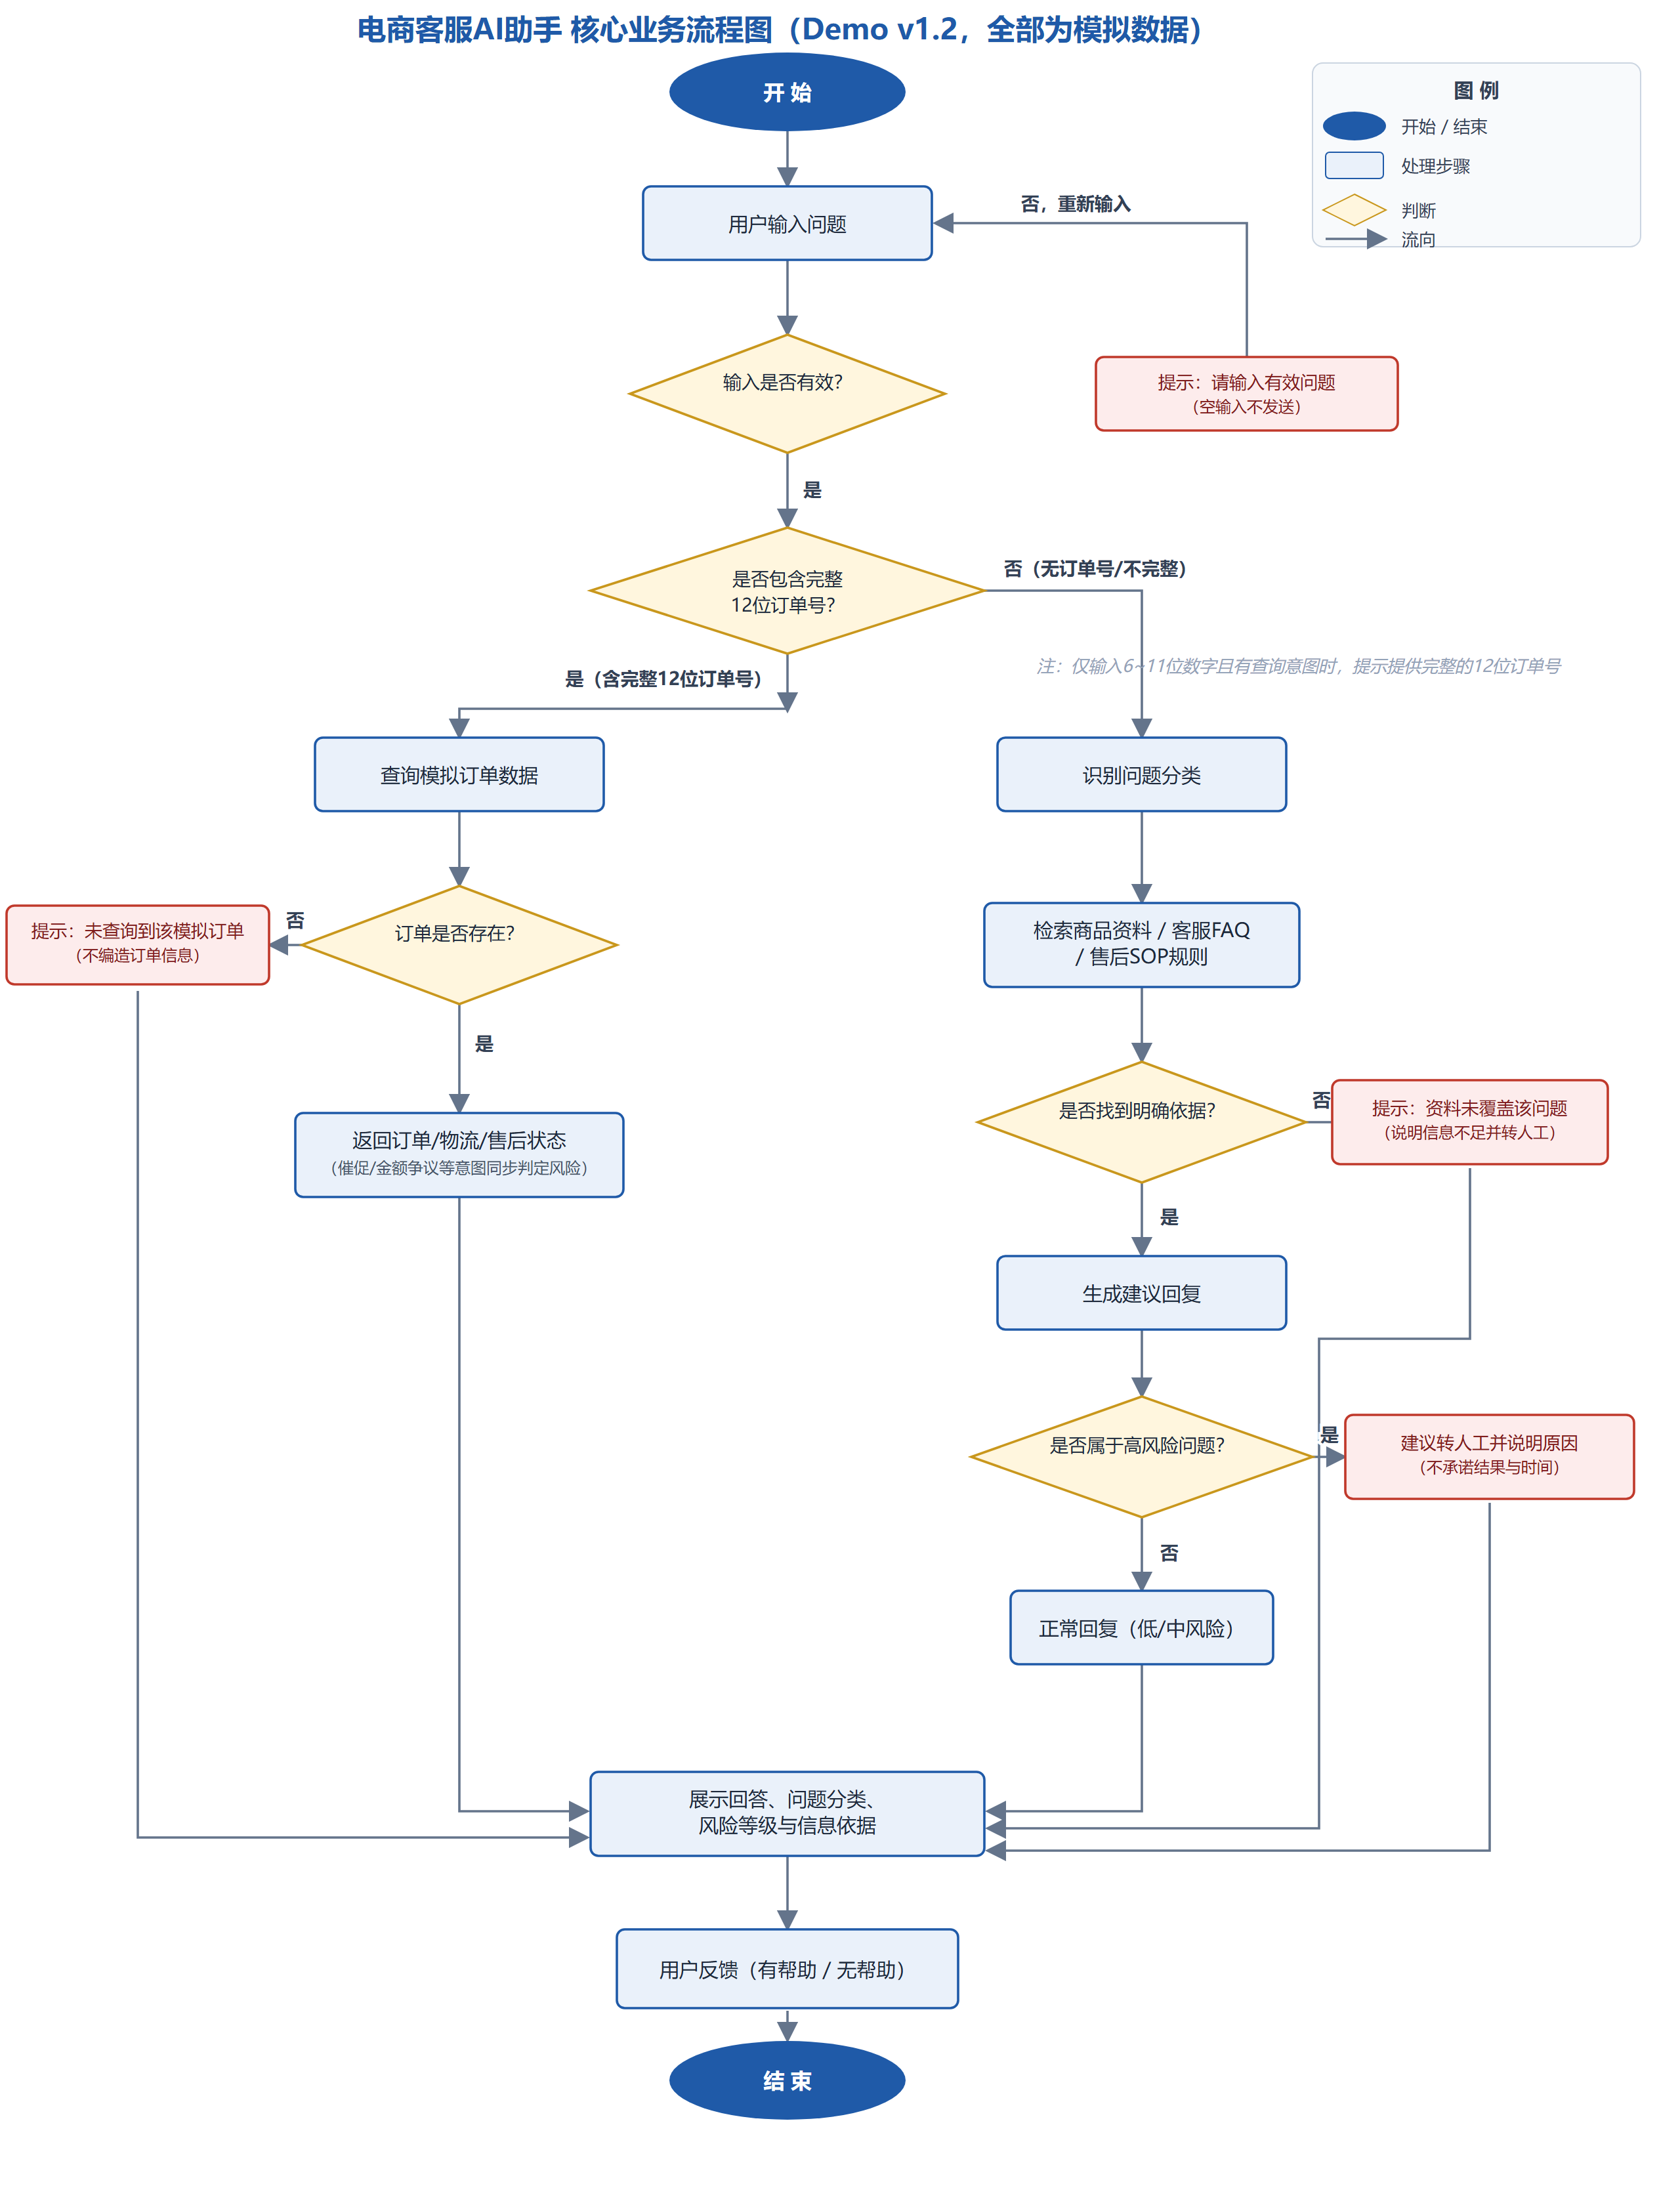 电商客服AI助手 核心业务流程图（Demo v1.2，全部为模拟数据）
开 始
图 例
开始 / 结束
处理步骤
判断
流向
用户输入问题
否，重新输入
输入是否有效？
提示：请输入有效问题
（空输入不发送）
是
是否包含完整
12位订单号？
否（无订单号/不完整）
注：仅输入6~11位数字且有查询意图时，提示提供完整的12位订单号
是（含完整12位订单号）
查询模拟订单数据
识别问题分类
订单是否存在？
否
提示：未查询到该模拟订单
（不编造订单信息）
检索商品资料 / 客服FAQ
/ 售后SOP规则
是
是否找到明确依据？
否
提示：资料未覆盖该问题
（说明信息不足并转人工）
返回订单/物流/售后状态
（催促/金额争议等意图同步判定风险）
是
生成建议回复
是否属于高风险问题？
是
建议转人工并说明原因
（不承诺结果与时间）
否
正常回复（低/中风险）
展示回答、问题分类、
风险等级与信息依据
用户反馈（有帮助 / 无帮助）
结 束